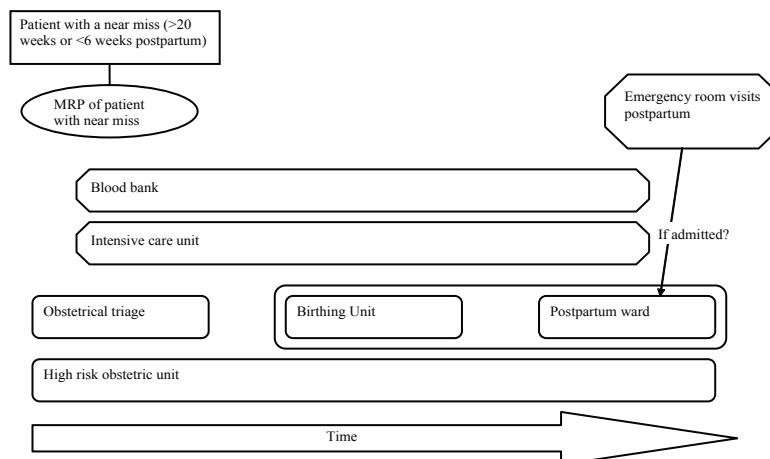 Patient with a near miss (>20
weeks or <6 weeks postpartum)
MRP of patient
with near miss
Emergency room visits
postpartum
Blood bank
Intensive care unit
If admitted?
Obstetrical triage
Birthing Unit
Postpartum ward
High risk obstetric unit
Time